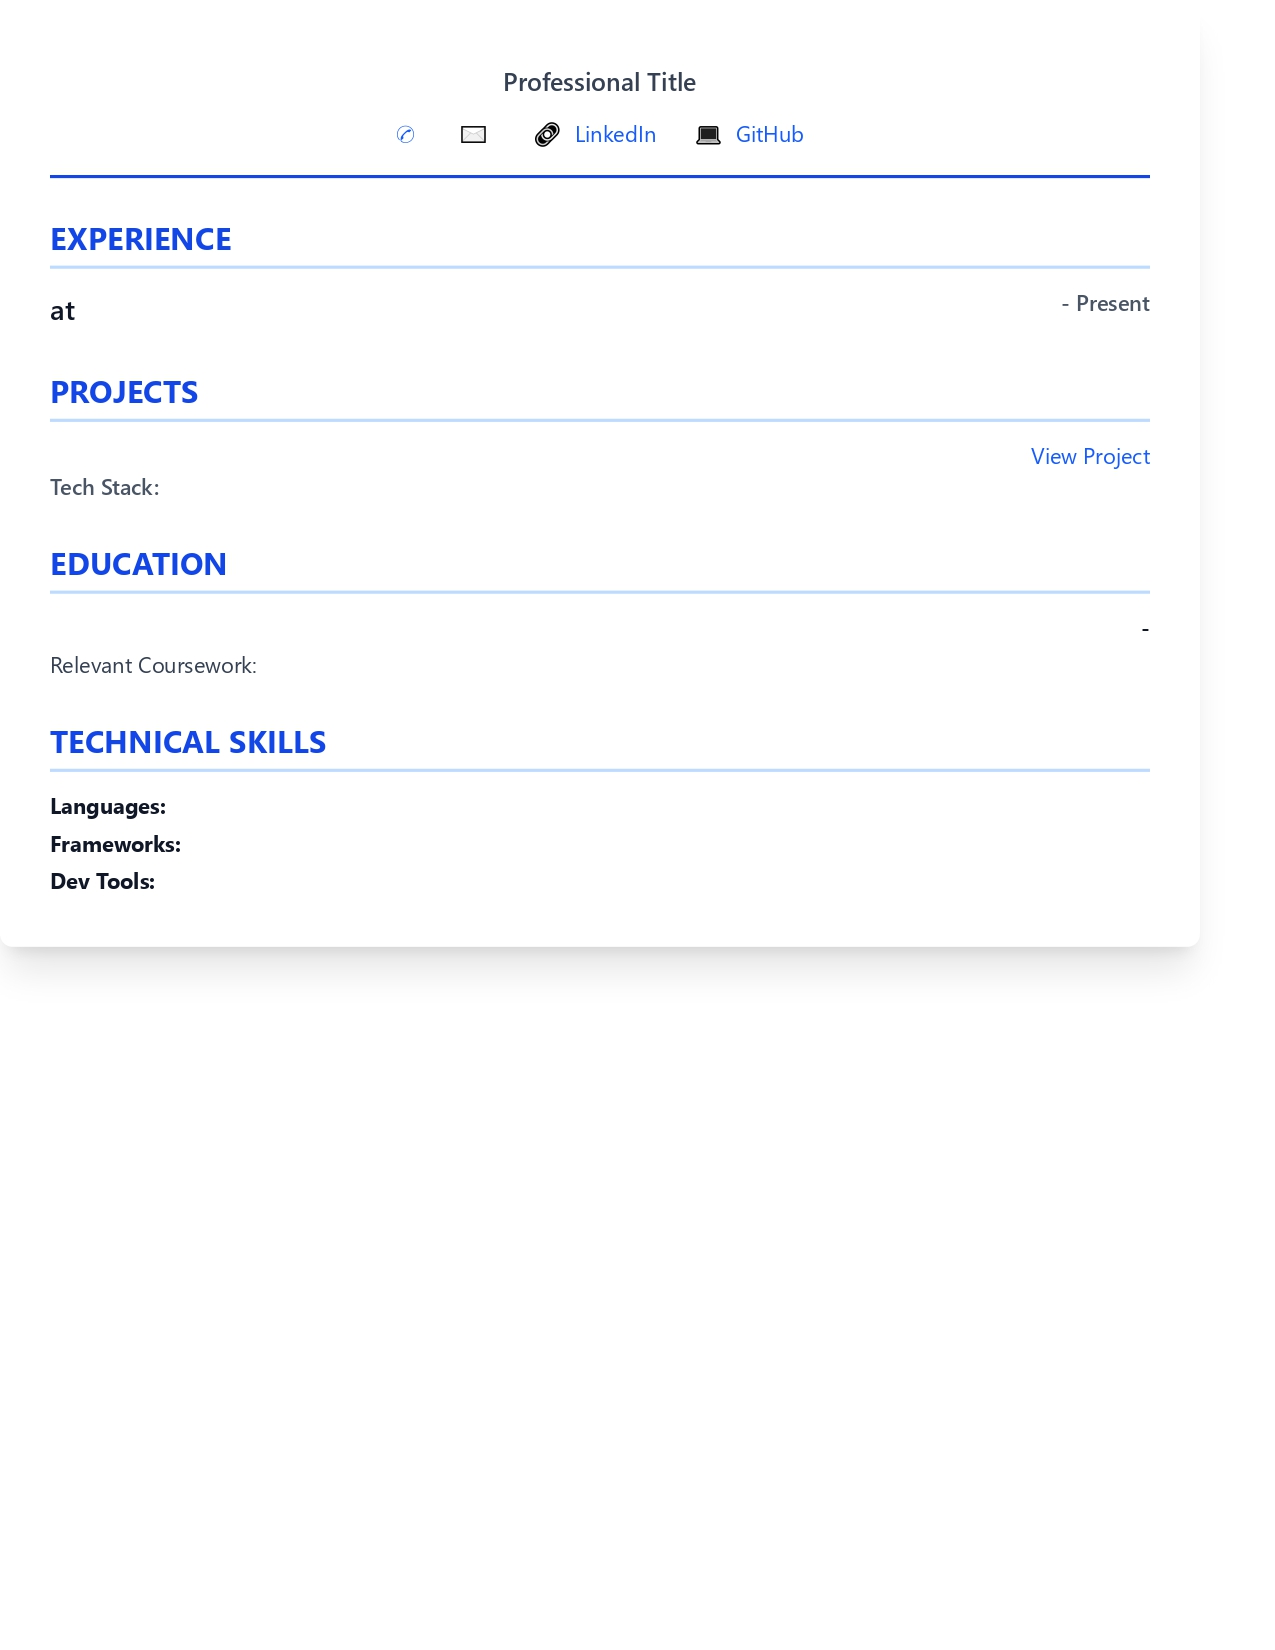 Professional Title
LinkedIn GitHub
EXPERIENCE
at - Present
PROJECTS
View Project
Tech Stack:
EDUCATION
-
Relevant Coursework:
TECHNICAL SKILLS
Languages:
Frameworks:
Dev Tools: